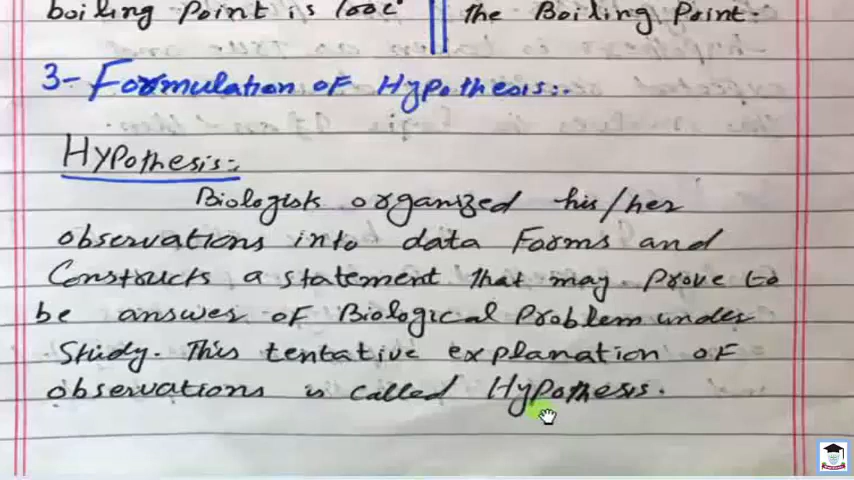 boiling Point is 100c°
the Boiling Point.
3- Formulation of Hypothesis:-
Hypothesis:-
Biologists organized his/her
observations into data Forms and
Constructs a statement that may prove to
be answer of Biological Problem under
Study. This tentative explanation of
observations is called Hypothesis.